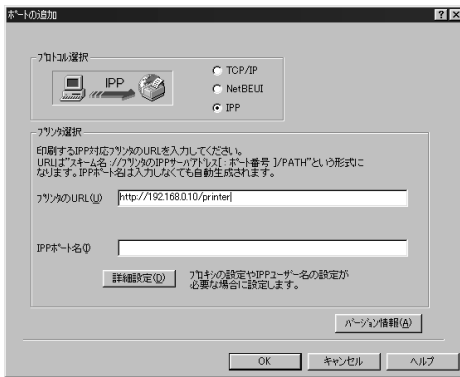 ポートの追加
プロトコル選択
IPP
TCP/IP
NetBEUI
IPP
プリンタ選択
印刷するIPP対応プリンタのURLを入力してください。
URLは"スキーム名://プリンタのIPPサーバアドレス[:ポート番号]/PATH"という形式に
なります。IPPポート名は入力しなくても自動生成されます。
プリンタのURL(U)
http://192.168.0.10/printer
IPPポート名(I)
詳細設定(D)
プロキシの設定やIPPユーザー名の設定が
必要な場合に設定します。
バージョン情報(A)
OK
キャンセル
ヘルプ